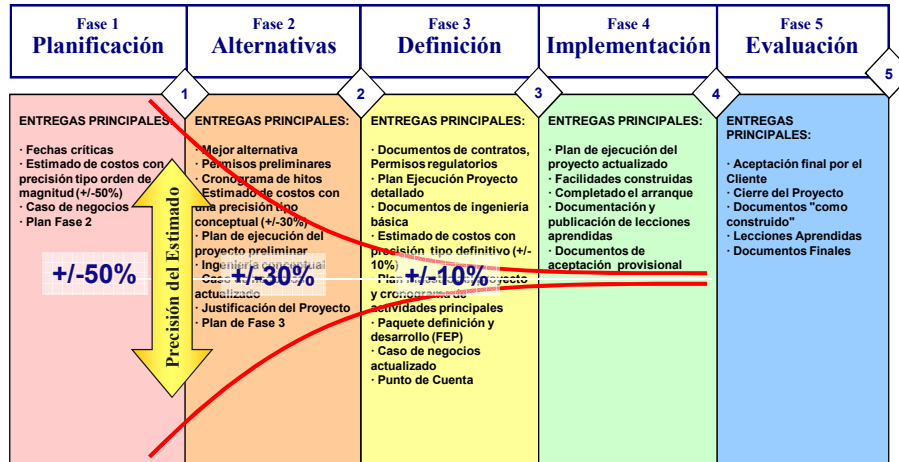 Fase 1
Planificación
Fase 2
Alternativas
Fase 3
Definición
Fase 4
Implementación
Fase 5
Evaluación
1
2
3
4
5
ENTREGAS PRINCIPALES:
· Fechas críticas
· Estimado de costos con
precisión tipo orden de
magnitud (+/-50%)
· Caso de negocios
· Plan Fase 2
+/-50%
Precisión del Estimado
ENTREGAS PRINCIPALES:
· Mejor alternativa
· Permisos preliminares
· Cronograma de hitos
· Estimado de costos con
una precisión tipo
conceptual (+/-30%)
· Plan de ejecución del
proyecto preliminar
· Ingeniería conceptual
actualizado
· Justificación del Proyecto
· Plan de Fase 3
+/-30%
ENTREGAS PRINCIPALES:
· Documentos de contratos,
Permisos regulatorios
· Plan Ejecución Proyecto
detallado
· Documentos de ingeniería
básica
· Estimado de costos con
precisión tipo definitivo (+/-
10%)
· Plan
y cronograma de
actividades principales
· Paquete definición y
desarrollo (FEP)
· Caso de negocios
actualizado
· Punto de Cuenta
+/-10%
ENTREGAS PRINCIPALES:
· Plan de ejecución del
proyecto actualizado
· Facilidades construidas
· Completado el arranque
· Documentación y
publicación de lecciones
aprendidas
· Documentos de
aceptación provisional
ENTREGAS
PRINCIPALES:
· Aceptación final por el
Cliente
· Cierre del Proyecto
· Documentos "como
construido"
· Lecciones Aprendidas
· Documentos Finales